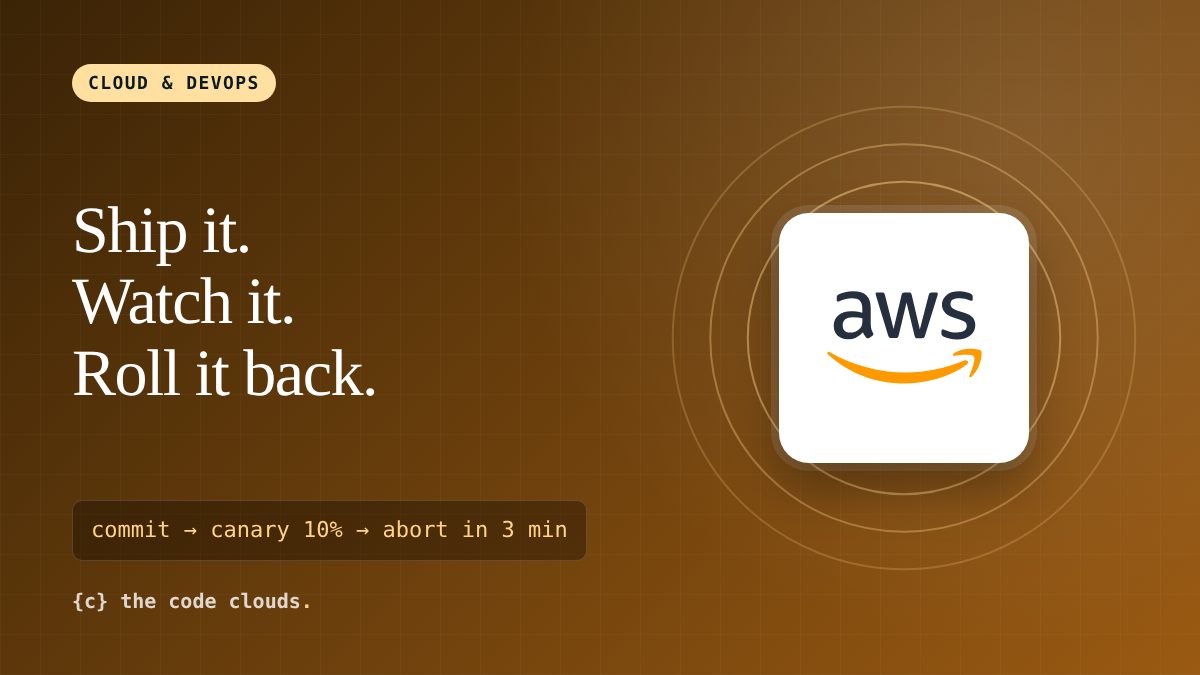 CLOUD & DEVOPS
Ship it.
Watch it.
Roll it back.
aws
commit → canary 10% → abort in 3 min
{c} the code clouds.